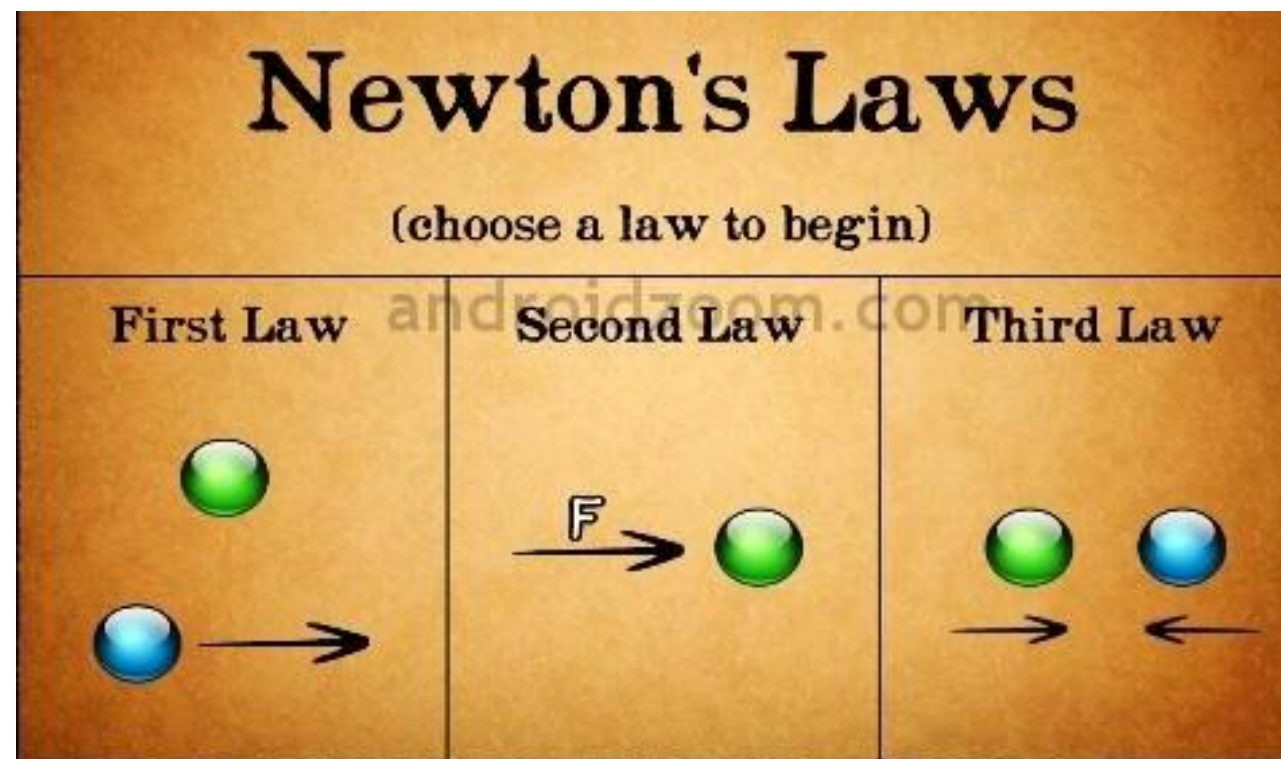 Newton's Laws
(choose a law to begin)
androidzoom.com
First Law
Second Law
Third Law
F